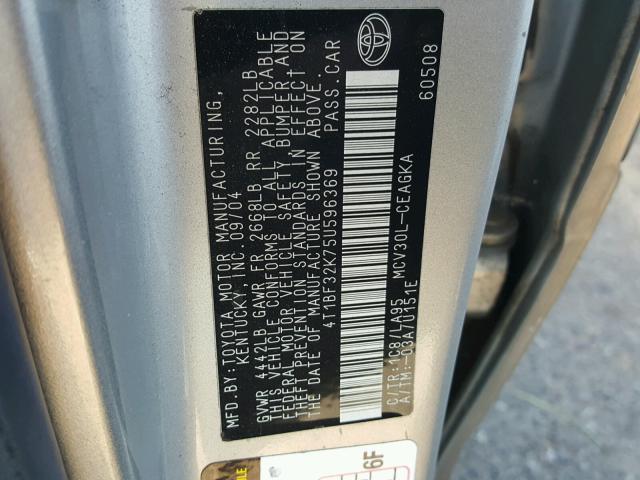 MFD.BY:TOYOTA MOTOR MANUFACTURING,
KENTUCKY, INC. 09/04
GVWR 4442LB GAWR FR 2668LB RR 2282LB
THIS VEHICLE CONFORMS TO ALL APPLICABLE
FEDERAL MOTOR VEHICLE SAFETY, BUMPER AND
THEFT PREVENTION STANDARDS IN EFFECT ON
THE DATE OF MANUFACTURE SHOWN ABOVE.
4T1BF32K75U596369 PASS.CAR
C/TR:1C8/LA95 MCV30L-CEAGKA
A/TM:-03A/U151E
60508
6F